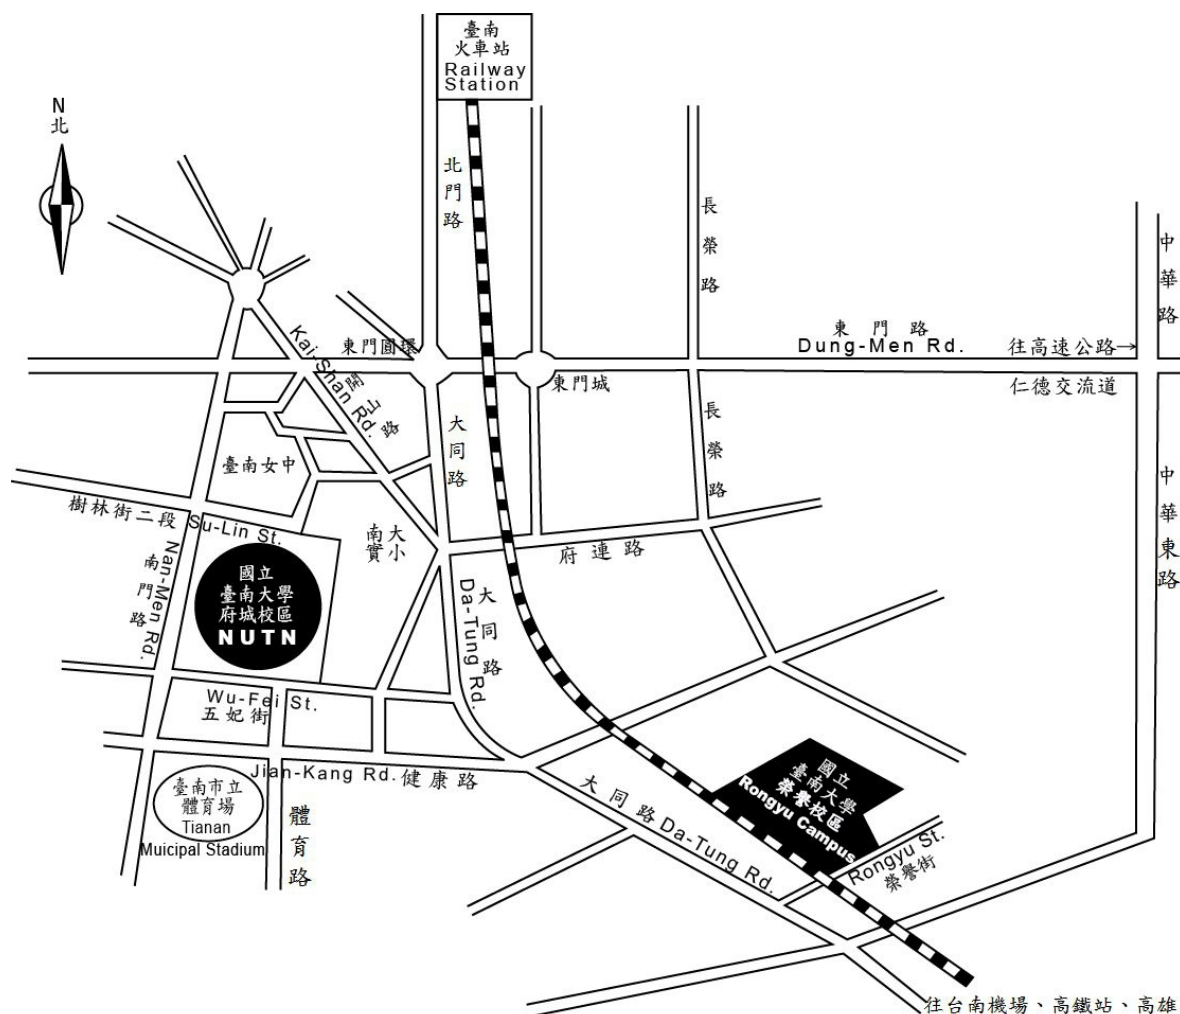 臺南
火車站
Railway
Station
N
北
北門路
長榮路
中華路
東門路
Dung-Men Rd.
往高速公路→
仁德交流道
東門圓環
東門城
Kai-Shan Rd.
開山路
大同路
長榮路
中華東路
臺南女中
樹林街二段 Su-Lin St.
南大
實小
府連路
Nan-Men Rd.
南門路
國立
臺南大學
府城校區
NUTN
Da-Tung Rd.
大同路
Wu-Fei St.
五妃街
Jian-Kang Rd. 健康路
臺南市立
體育場
Tianan
Muicipal Stadium
體育路
大同路 Da-Tung Rd.
國立
臺南大學
榮譽校區
Rongyu Campus
Rongyu St.
榮譽街
往台南機場、高鐵站、高雄